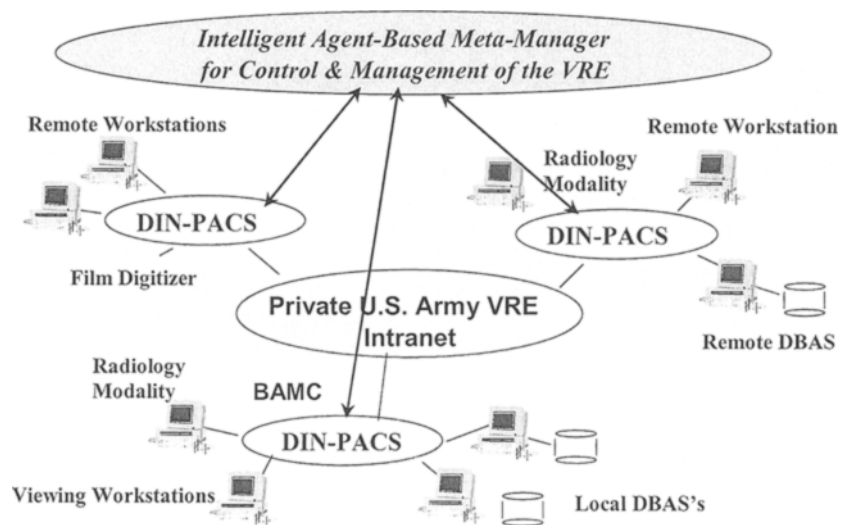 Intelligent Agent-Based Meta-Manager
for Control & Management of the VRE
Remote Workstations
Remote Workstation
Radiology
Modality
DIN-PACS
DIN-PACS
Film Digitizer
Private U.S. Army VRE
Intranet
Remote DBAS
Radiology
Modality
BAMC
DIN-PACS
Viewing Workstations
Local DBAS's